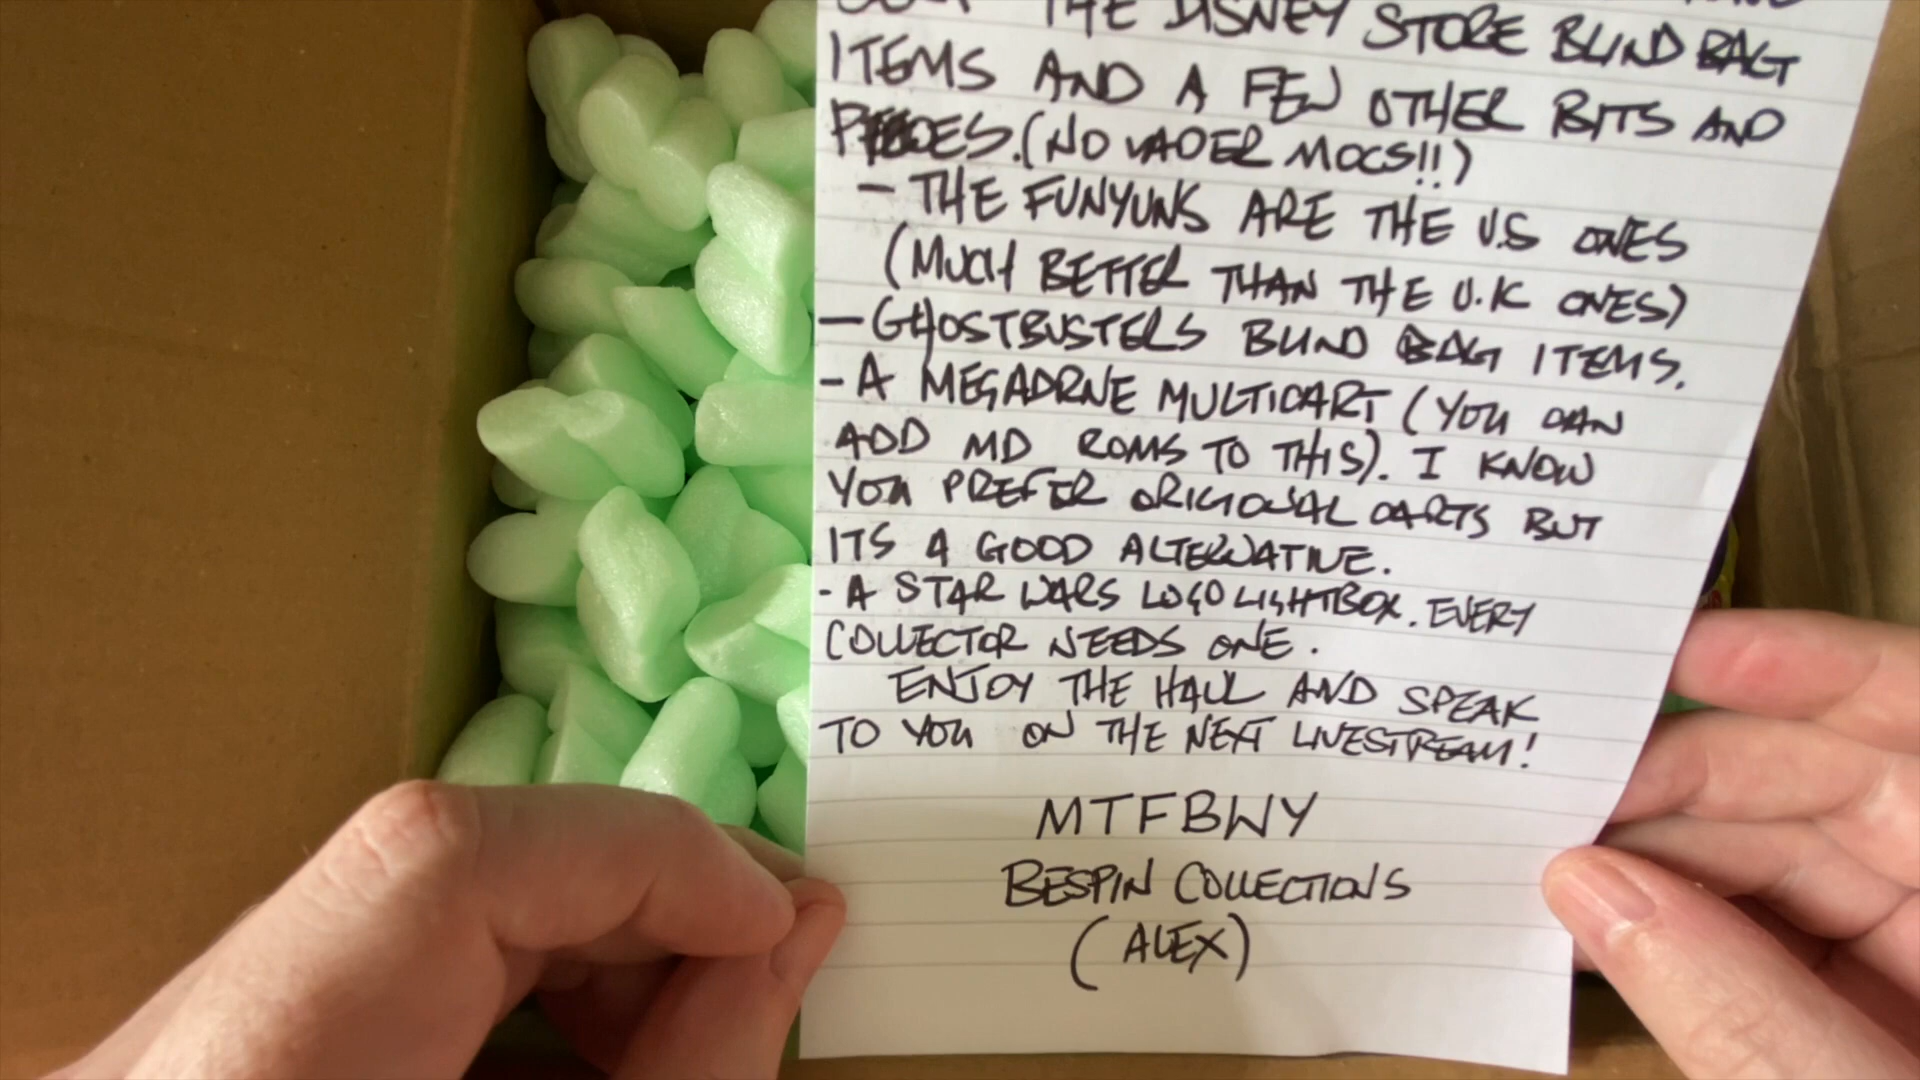 THE DISNEY STORE BLIND BAG
ITEMS AND A FEW OTHER BITS AND
PIECES. (NO VADER MOCS!!)
- THE FUNYUNS ARE THE U.S ONES
(MUCH BETTER THAN THE U.K ONES)
- GHOSTBUSTERS BLIND BAG ITEMS.
- A MEGADRIVE MULTICART (YOU CAN
ADD MD ROMS TO THIS). I KNOW
YOU PREFER ORIGIONAL CARTS BUT
ITS A GOOD ALTERNATIVE.
- A STAR WARS LOGO LIGHTBOX. EVERY
COLLECTOR NEEDS ONE.
ENJOY THE HAUL AND SPEAK
TO YOU ON THE NEXT LIVESTREAM!
MTFBWY
BESPIN COLLECTIONS
(ALEX)